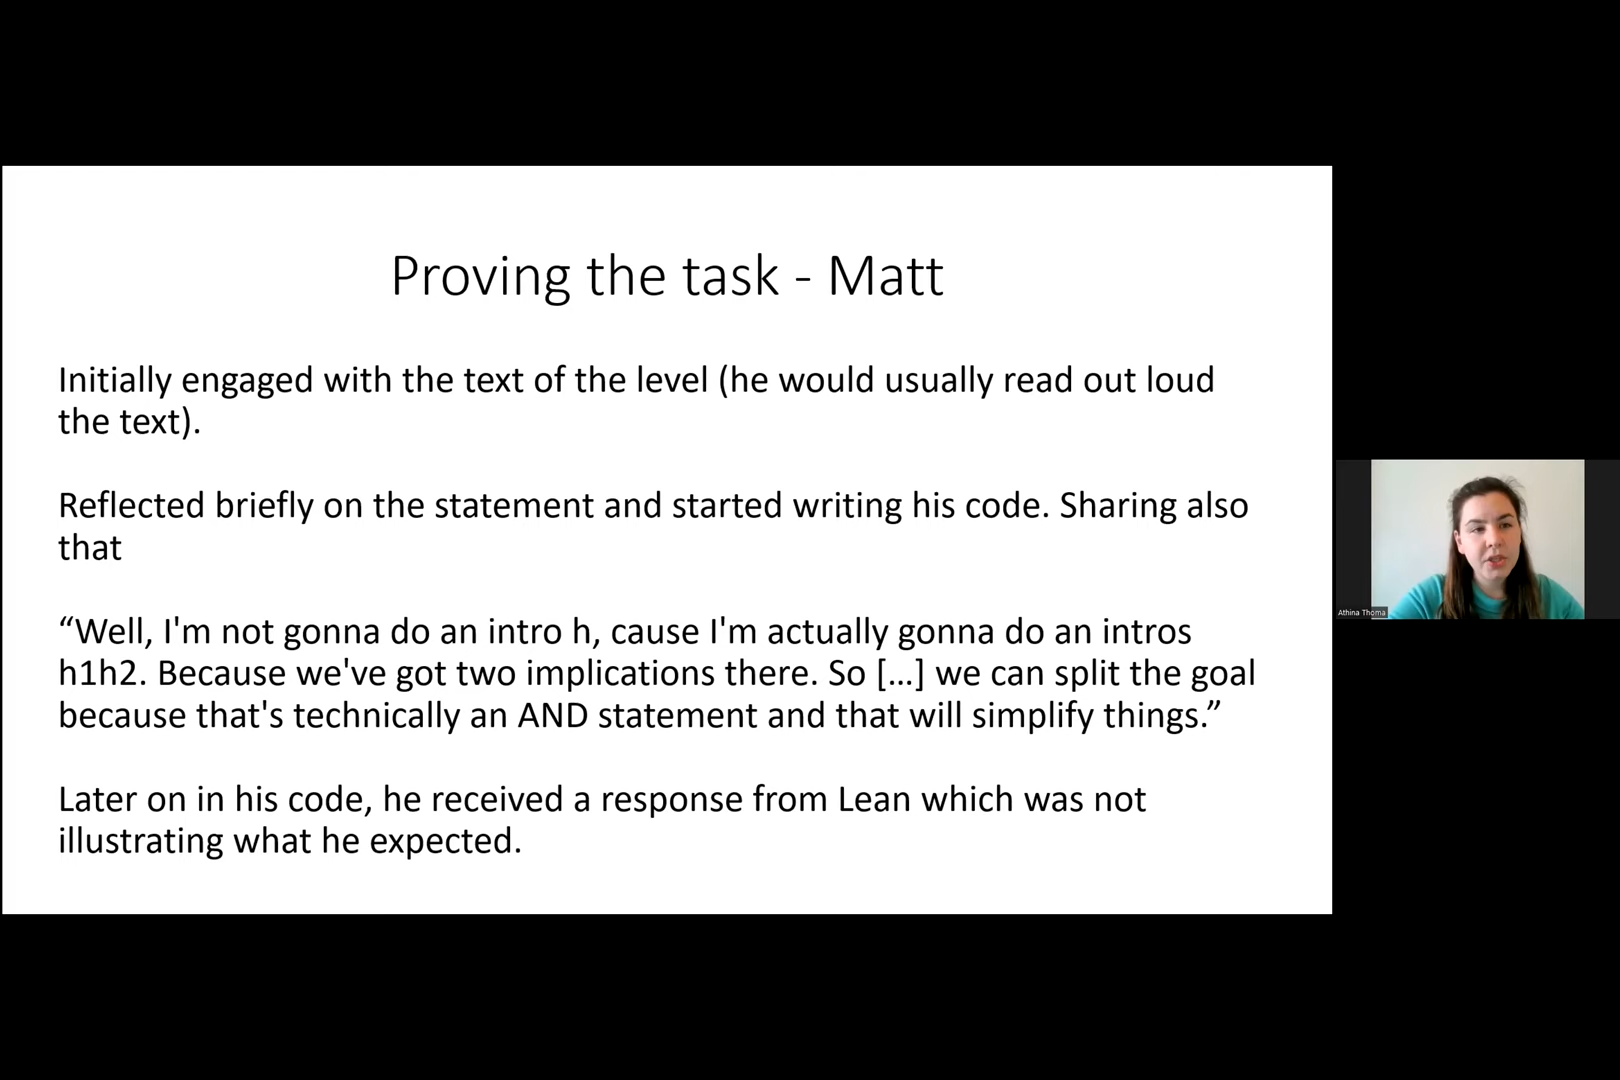 Proving the task - Matt
Initially engaged with the text of the level (he would usually read out loud
the text).
Reflected briefly on the statement and started writing his code. Sharing also
that
“Well, I'm not gonna do an intro h, cause I'm actually gonna do an intros
h1h2. Because we've got two implications there. So [...] we can split the goal
because that's technically an AND statement and that will simplify things.”
Later on in his code, he received a response from Lean which was not
illustrating what he expected.
Athina Thoma